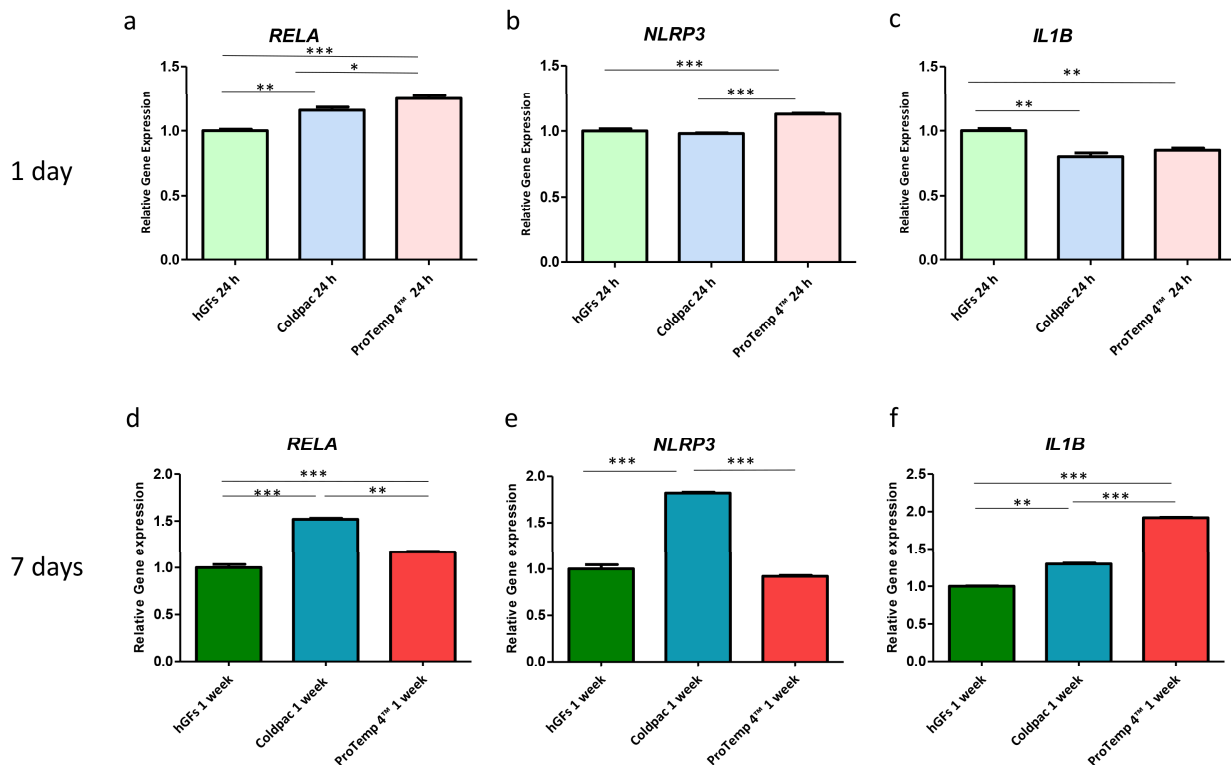 a
RELA
***
*
**
Relative Gene Expression
1.5
1.0
0.5
0.0
hGFs 24 h
Coldpac 24 h
ProTemp 4™ 24 h
b
NLRP3
***
***
Relative Gene Expression
1.5
1.0
0.5
0.0
hGFs 24 h
Coldpac 24 h
ProTemp 4™ 24 h
c
IL1B
**
**
Relative Gene Expression
1.5
1.0
0.5
0.0
hGFs 24 h
Coldpac 24 h
ProTemp 4™ 24 h
1 day
d
RELA
***
*** **
Relative Gene expression
2.0
1.5
1.0
0.5
0.0
hGFs 1 week
Coldpac 1 week
ProTemp 4™ 1 week
e
NLRP3
*** ***
Relative Gene expression
2.0
1.5
1.0
0.5
0.0
hGFs 1 week
Coldpac 1 week
ProTemp 4™ 1 week
f
IL1B
***
** ***
Relative Gene expression
2.5
2.0
1.5
1.0
0.5
0.0
hGFs 1 week
Coldpac 1 week
ProTemp 4™ 1 week
7 days